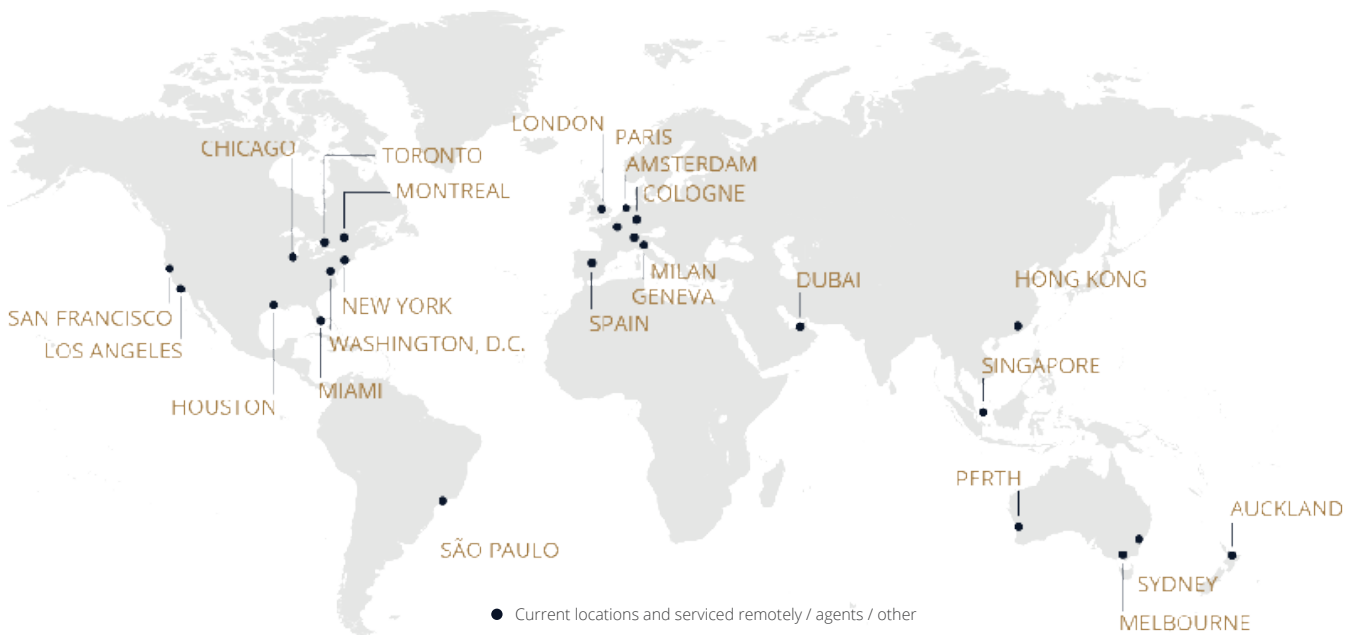 LONDON
PARIS
CHICAGO
TORONTO
AMSTERDAM
MONTREAL
COLOGNE
MILAN
DUBAI
HONG KONG
GENEVA
NEW YORK
SAN FRANCISCO
SPAIN
LOS ANGELES
WASHINGTON, D.C.
SINGAPORE
MIAMI
HOUSTON
PERTH
AUCKLAND
SÃO PAULO
SYDNEY
Current locations and serviced remotely / agents / other
MELBOURNE